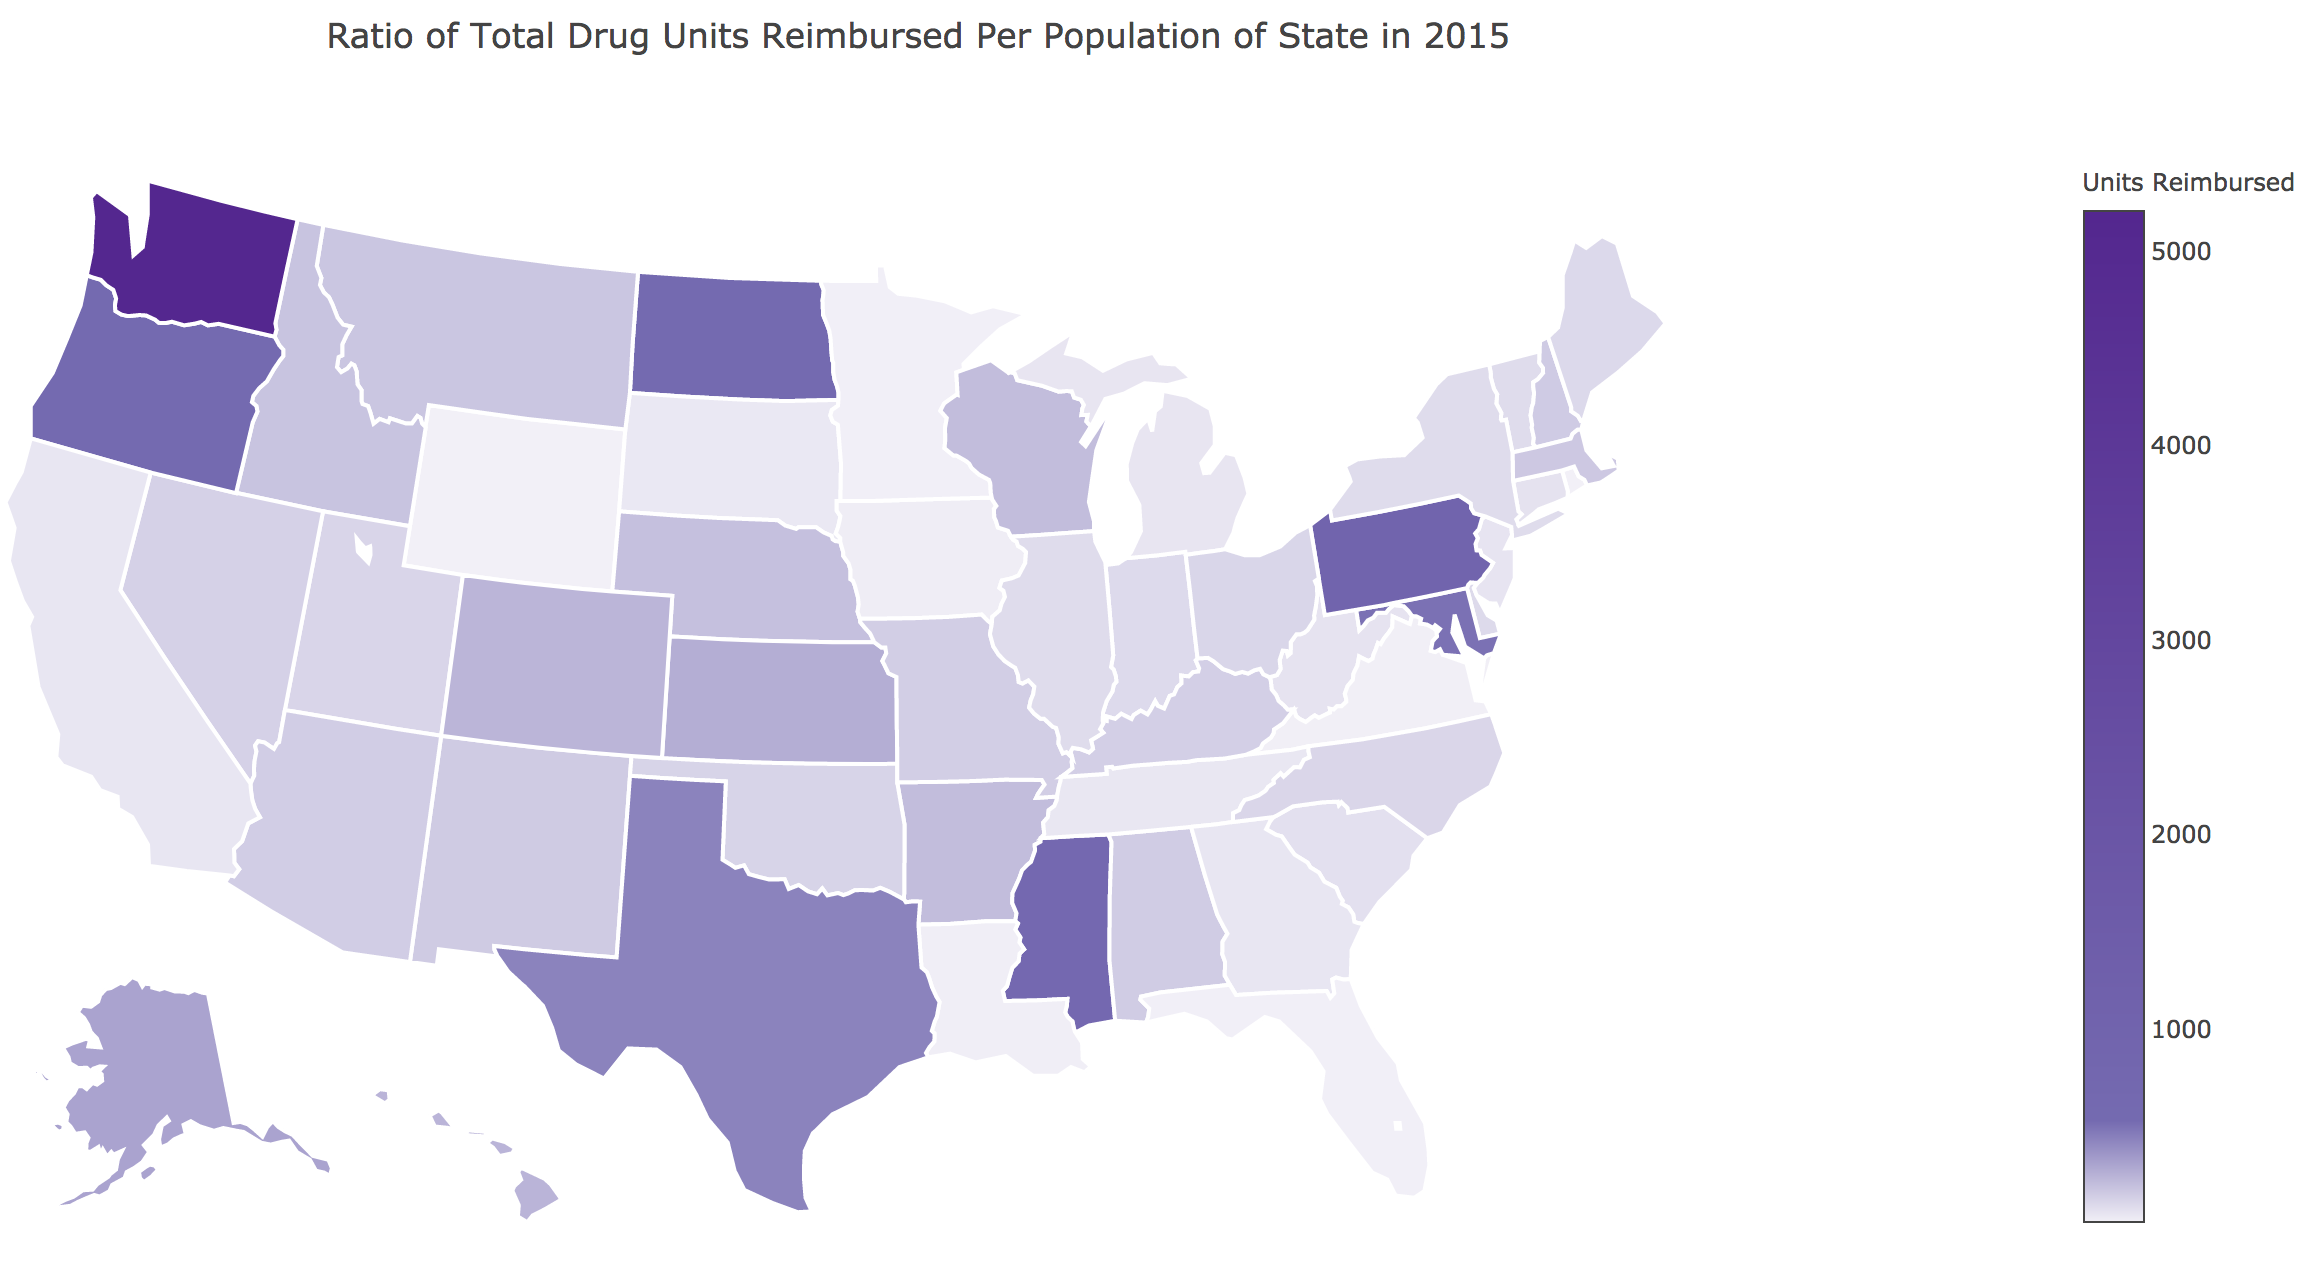 Ratio of Total Drug Units Reimbursed Per Population of State in 2015
Units Reimbursed
5000
4000
3000
2000
1000